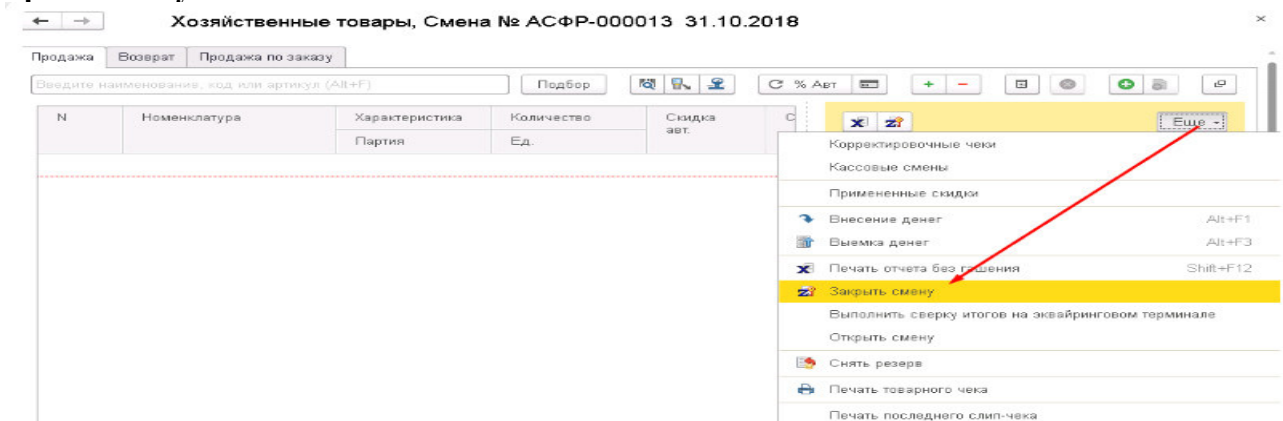 Хозяйственные товары, Смена № АСФР-000013 31.10.2018
Продажа Возврат Продажа по заказу
Введите наименование, код или артикул (Alt+F) Подбор % Авт
N Номенклатура Характеристика Количество Скидка авт. С
Партия Ед.
Еще
Корректировочные чеки
Кассовые смены
Примененные скидки
Внесение денег Alt+F1
Выемка денег Alt+F3
Печать отчета без гашения Shift+F12
Закрыть смену
Выполнить сверку итогов на эквайринговом терминале
Открыть смену
Снять резерв
Печать товарного чека
Печать последнего слип-чека